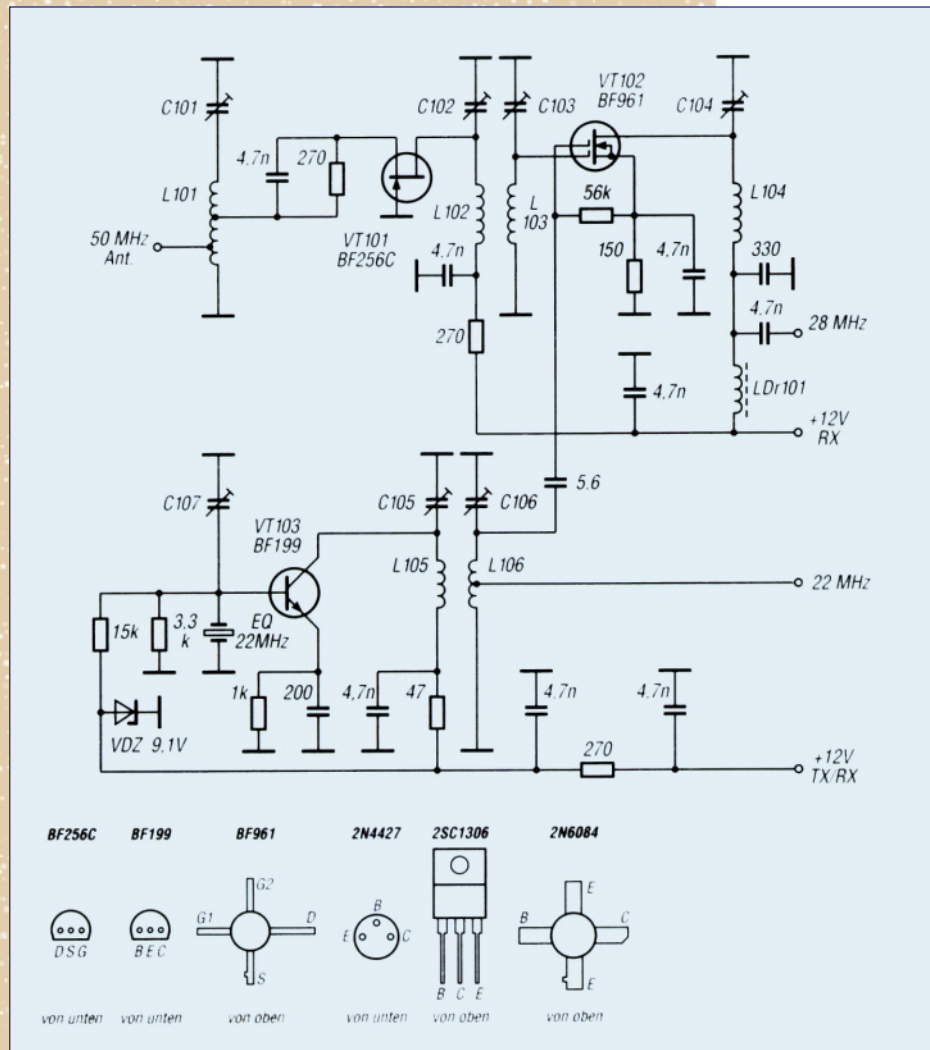 VT102
BF961
C101
C102
C103
C104
4.7n
270
L101
L102
L
103
56k
L104
VT101
BF256C
50 MHz
Ant.
4.7n
150
4,7n
330
4.7n
28 MHz
270
4,7n
LDr101
+12V
RX
5.6
C107
C105
C106
VT103
BF199
L105
L106
22 MHz
15k
3,3
k
EQ
22MHz
1k
200
4,7n
47
4.7n
4.7n
VDZ 9,1V
270
+12V
TX/RX
BF256C
BF199
BF961
2N4427
2SC1306
2N6084
G2
G1
D
S
B
E
C
E
B
C
E
D S G
B E C
B C E
von unten
von unten
von oben
von unten
von oben
von oben